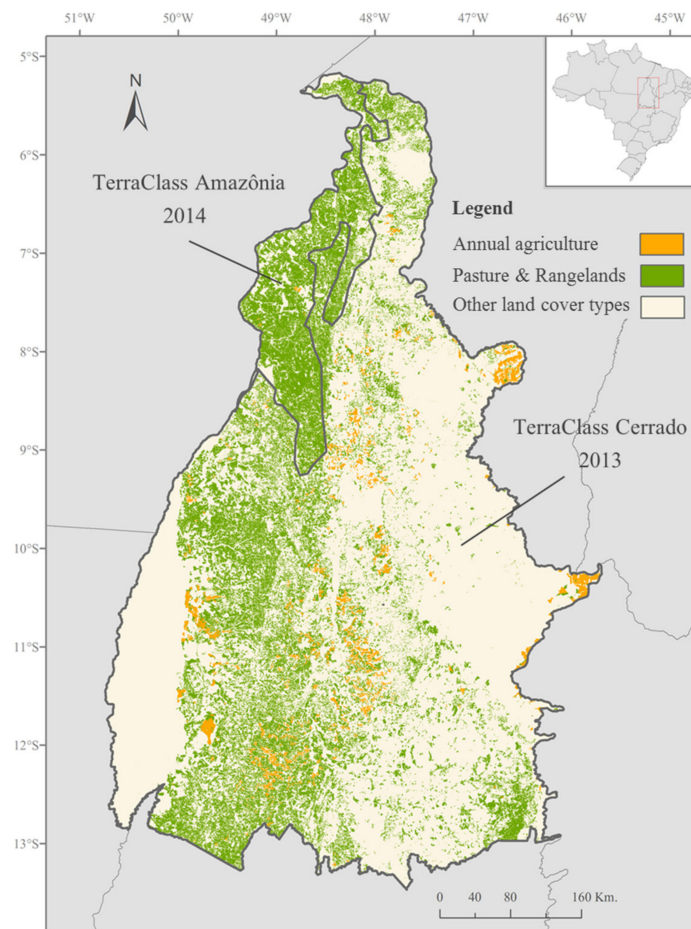 51°W 50°W 49°W 48°W 47°W 46°W 45°W
5°S
N
6°S
TerraClass Amazônia
2014
Legend
7°S
Annual agriculture
Pasture & Rangelands
Other land cover types
8°S
TerraClass Cerrado
2013
9°S
10°S
11°S
12°S
13°S
0 40 80 160 Km.